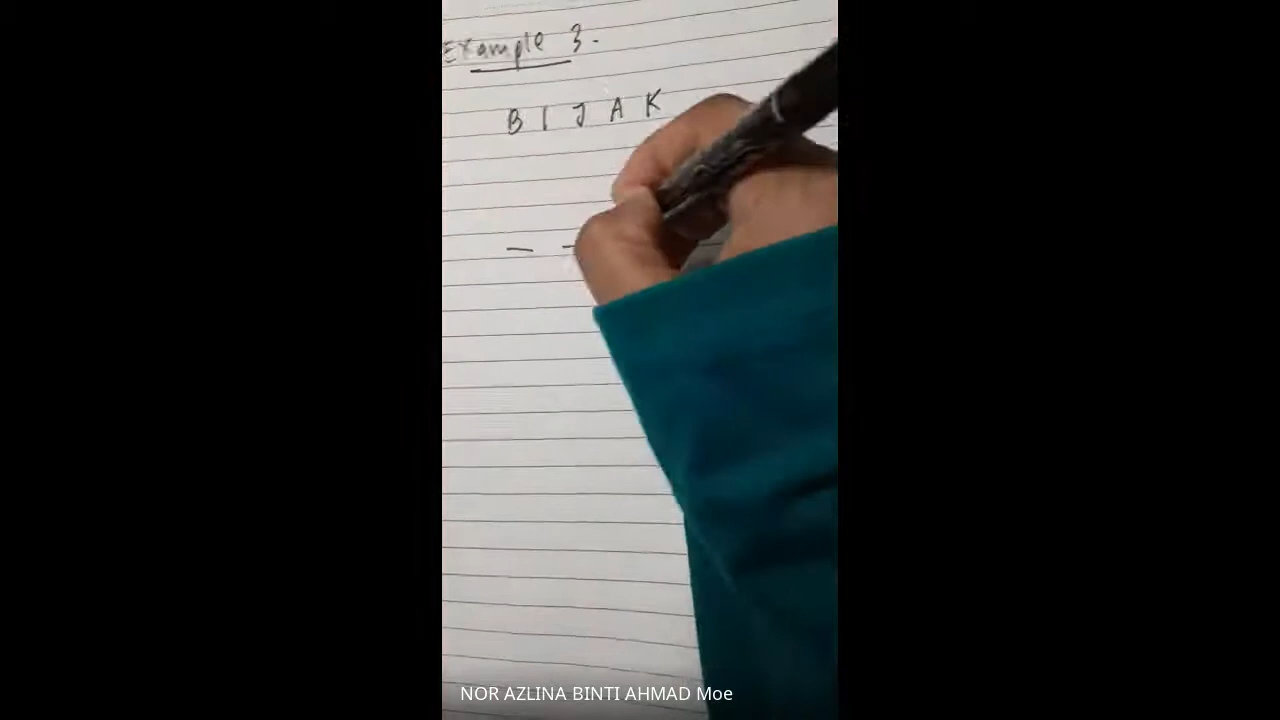 Example 3.
B I J A K
— —
NOR AZLINA BINTI AHMAD Moe